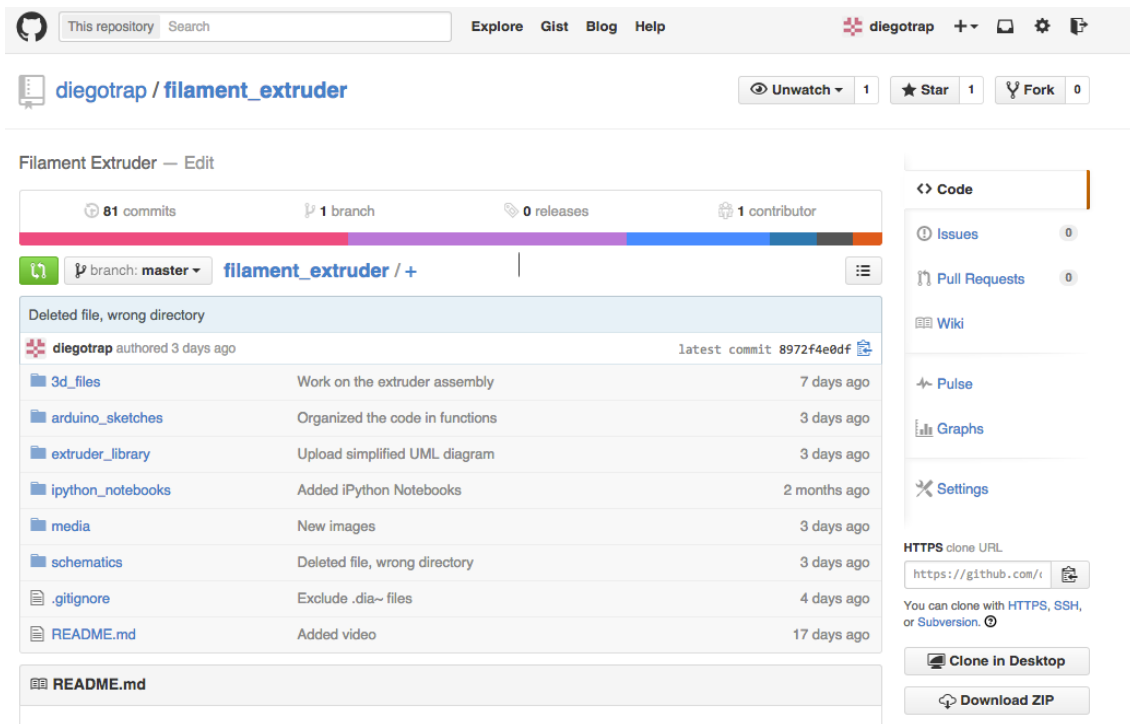 This repository Search Explore Gist Blog Help diegotrap
diegotrap / filament_extruder Unwatch 1 Star 1 Fork 0
Filament Extruder — Edit
81 commits 1 branch 0 releases 1 contributor
branch: master filament_extruder / +
Deleted file, wrong directory
diegotrap authored 3 days ago latest commit 8972f4e0df
3d_files Work on the extruder assembly 7 days ago
arduino_sketches Organized the code in functions 3 days ago
extruder_library Upload simplified UML diagram 3 days ago
ipython_notebooks Added iPython Notebooks 2 months ago
media New images 3 days ago
schematics Deleted file, wrong directory 3 days ago
.gitignore Exclude .dia~ files 4 days ago
README.md Added video 17 days ago
README.md
Code
Issues 0
Pull Requests 0
Wiki
Pulse
Graphs
Settings
HTTPS clone URL
https://github.com/
You can clone with HTTPS, SSH,
or Subversion.
Clone in Desktop
Download ZIP